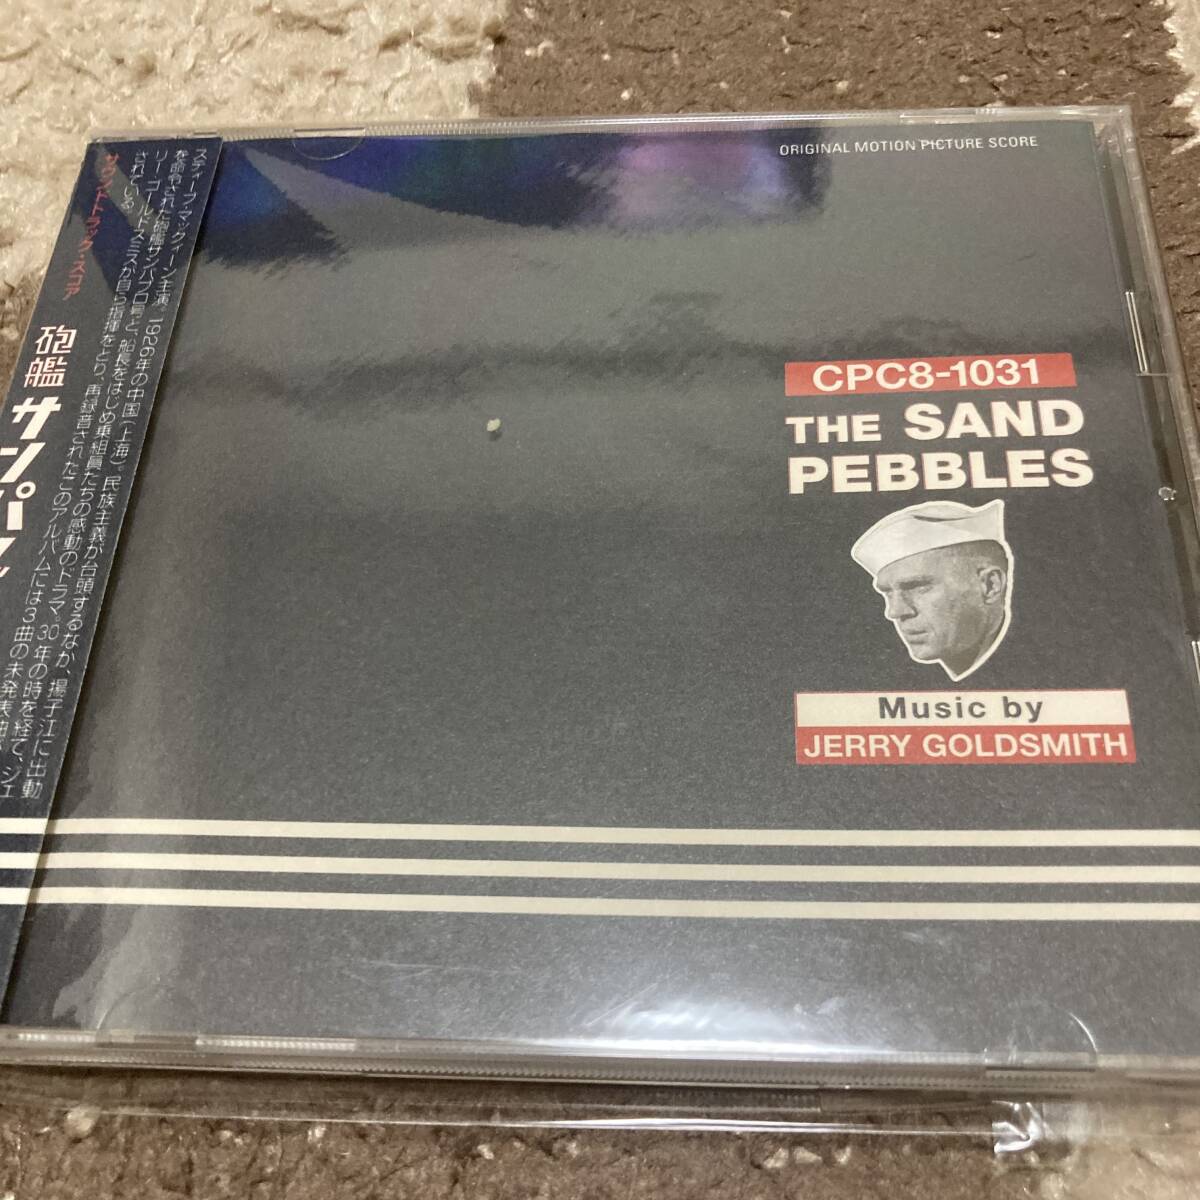 ORIGINAL MOTION PICTURE SCORE
CPC8-1031
THE SAND
PEBBLES
Music by
JERRY GOLDSMITH
サウンドトラック・スコア
砲艦サンパブ
スティーブ・マックィーン主演。1926年の中国(上海)。民族主義が台頭するなか、揚子江に出動
を命令された砲艦サンパブロ号と、船長をはじめ乗組員たちの感動のドラマ。30年の時を経て、ジェ
リー・ゴールドスミスが自ら指揮をとり、再録音されたこのアルバムには3曲の未発表曲が
されている。